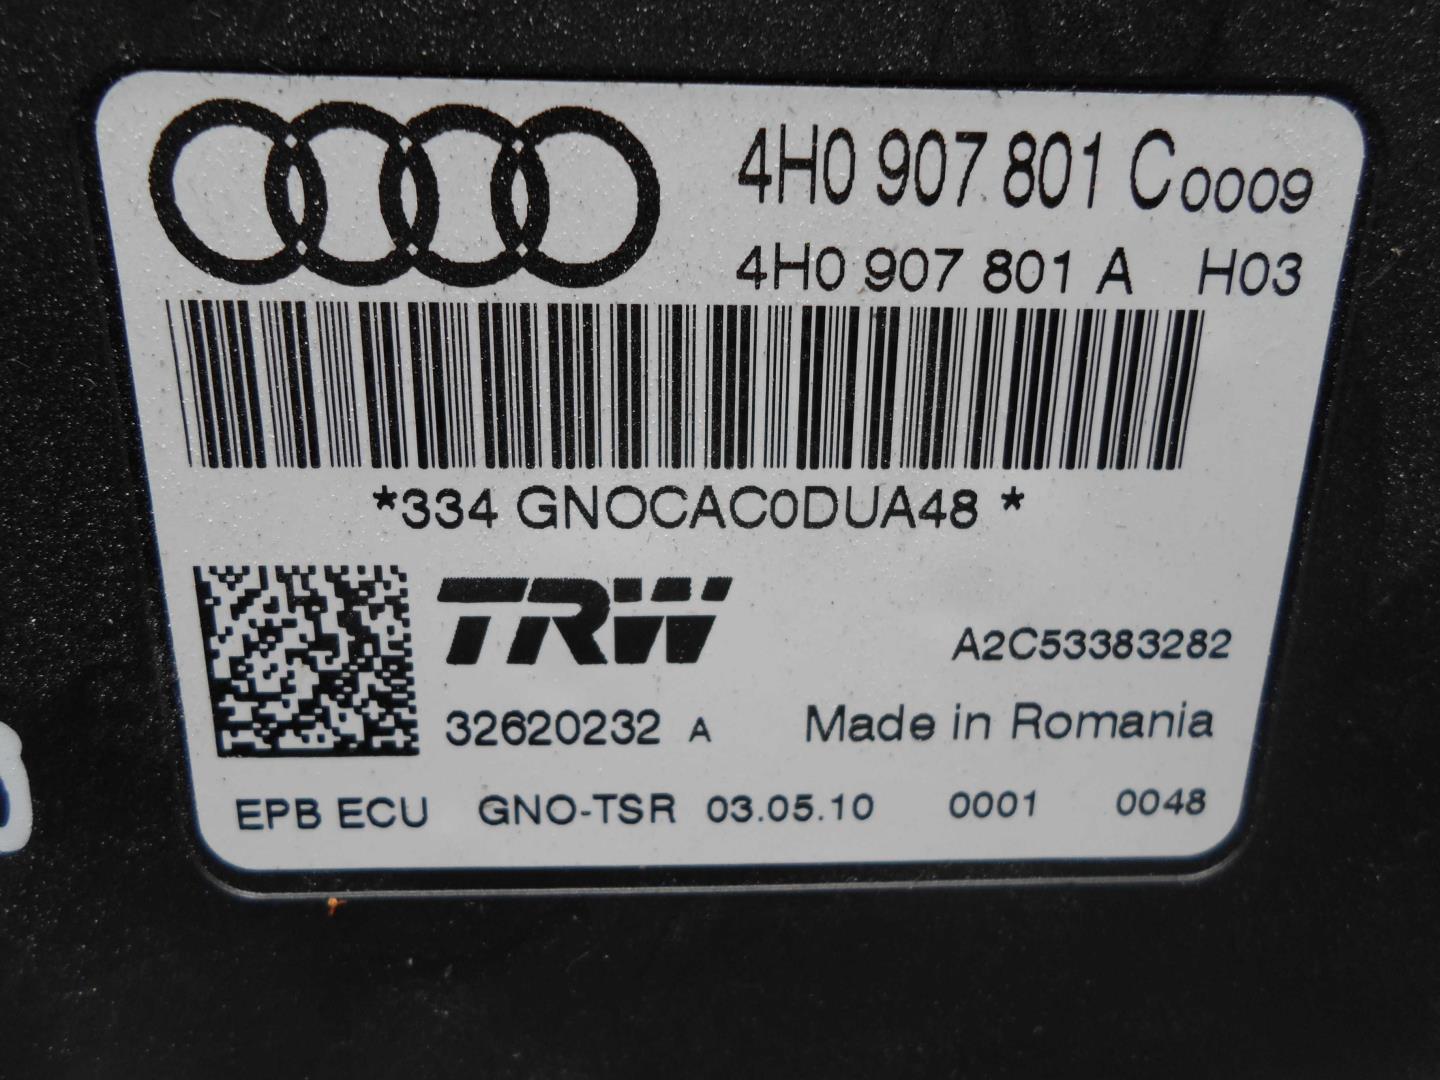 4H0 907 801 C 0009
4H0 907 801 A H03
*334 GNOCAC0DUA48 *
TRW
A2C53383282
32620232 A Made in Romania
EPB ECU GNO-TSR 03.05.10 0001 0048